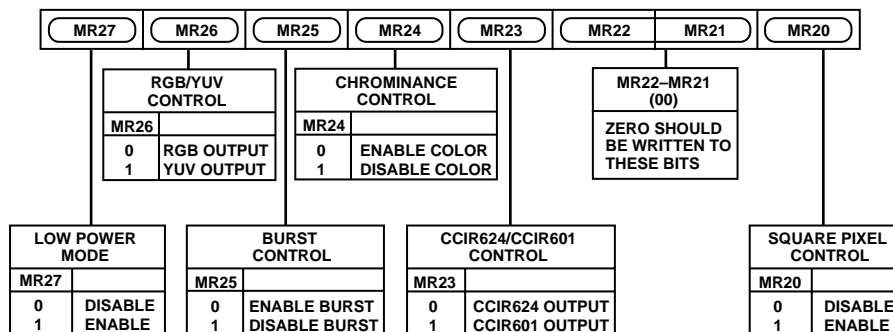 MR27 MR26 MR25 MR24 MR23 MR22 MR21 MR20
RGB/YUV
CONTROL
MR26
0 RGB OUTPUT
1 YUV OUTPUT
CHROMINANCE
CONTROL
MR24
0 ENABLE COLOR
1 DISABLE COLOR
MR22–MR21
(00)
ZERO SHOULD
BE WRITTEN TO
THESE BITS
LOW POWER
MODE
MR27
0 DISABLE
1 ENABLE
BURST
CONTROL
MR25
0 ENABLE BURST
1 DISABLE BURST
CCIR624/CCIR601
CONTROL
MR23
0 CCIR624 OUTPUT
1 CCIR601 OUTPUT
SQUARE PIXEL
CONTROL
MR20
0 DISABLE
1 ENABLE